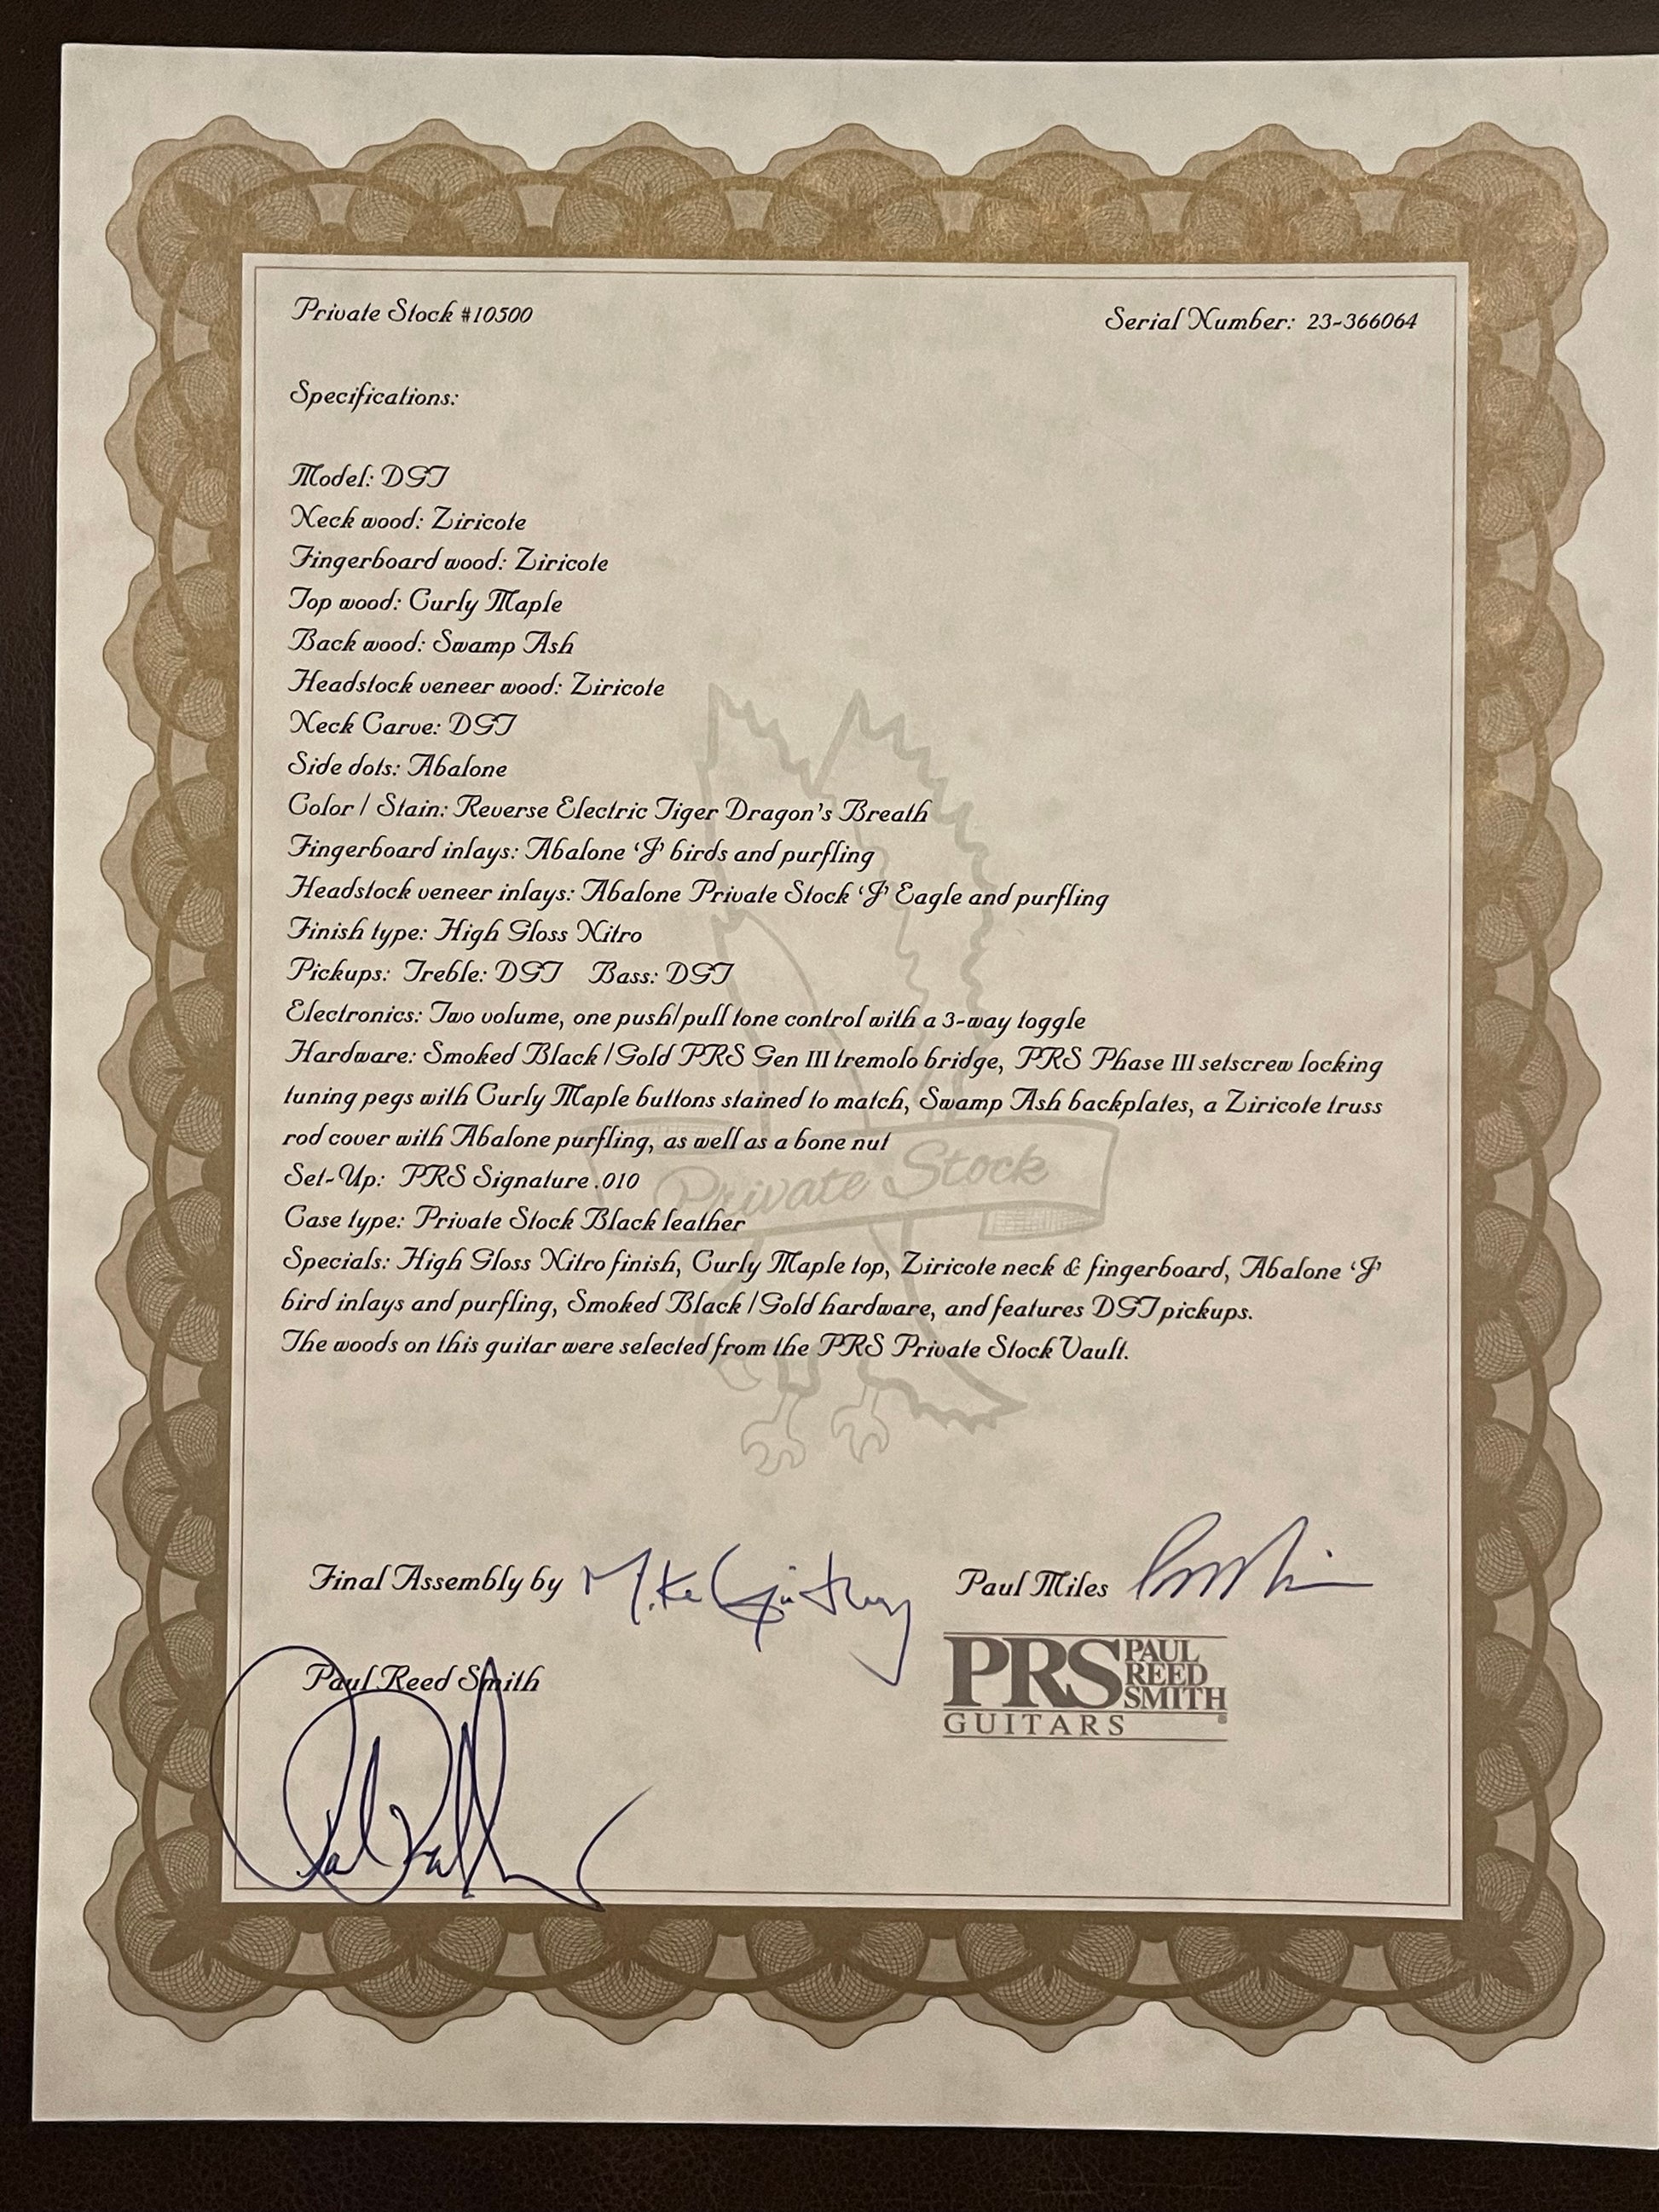 Private Stock #10500
Serial Number: 23-366064
Specifications:
Model: DGT
Neck wood: Ziricote
Fingerboard wood: Ziricote
Top wood: Curly Maple
Back wood: Swamp Ash
Headstock veneer wood: Ziricote
Neck Carve: DGT
Side dots: Abalone
Color / Stain: Reverse Electric Tiger Dragon's Breath
Fingerboard inlays: Abalone 'J' birds and purfling
Headstock veneer inlays: Abalone Private Stock 'J' Eagle and purfling
Finish type: High Gloss Nitro
Pickups: Treble: DGT Bass: DGT
Electronics: Two volume, one push/pull tone control with a 3-way toggle
Hardware: Smoked Black / Gold PRS Gen III tremolo bridge, PRS Phase III setscrew locking
tuning pegs with Curly Maple buttons stained to match, Swamp Ash backplates, a Ziricote truss
rod cover with Abalone purfling, as well as a bone nut
Set-Up: PRS Signature .010
Private Stock
Case type: Private Stock Black leather
Specials: High Gloss Nitro finish, Curly Maple top, Ziricote neck & fingerboard, Abalone 'J'
bird inlays and purfling, Smoked Black / Gold hardware, and features DGT pickups.
The woods on this guitar were selected from the PRS Private Stock Vault.
Final Assembly by Mike
Paul Miles
Paul Reed Smith
PRS PAUL REED SMITH
GUITARS